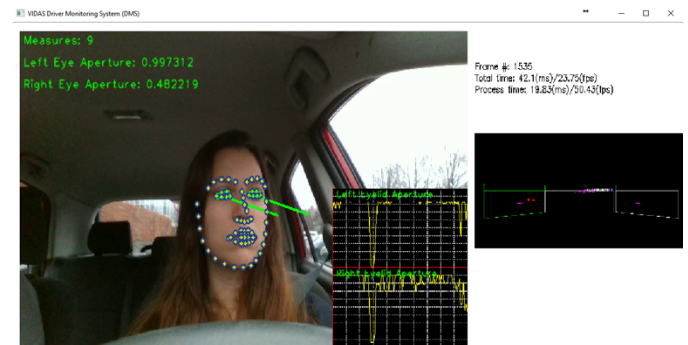 VIDAS Driver Monitoring System (DMS)
Measures: 9
Left Eye Aperture: 0.997312
Right Eye Aperture: 0.482219
Frame #: 1535
Total time: 42.1(ms)/23.75(fps)
Process time: 19.83(ms)/50.43(fps)
Left Eyelid Aperture
Right Eyelid Aperture